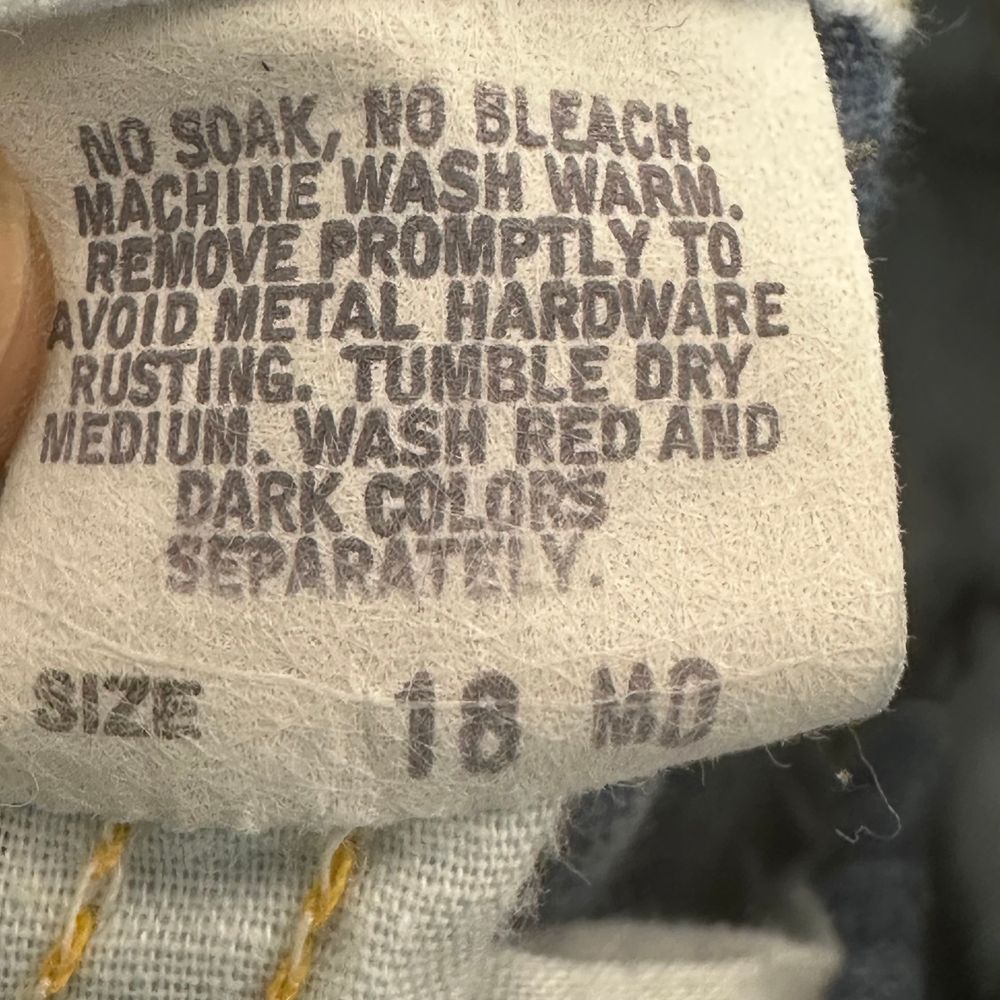 NO SOAK, NO BLEACH.
MACHINE WASH WARM.
REMOVE PROMPTLY TO
AVOID METAL HARDWARE
RUSTING. TUMBLE DRY
MEDIUM. WASH RED AND
DARK COLORS
SEPARATELY.
SIZE 18 MO